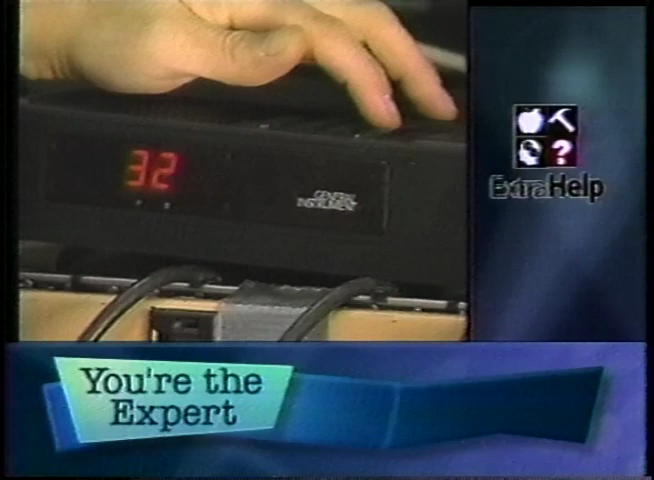 32
GENERAL
INSTRUMENT
?
ExtraHelp
You're the
Expert